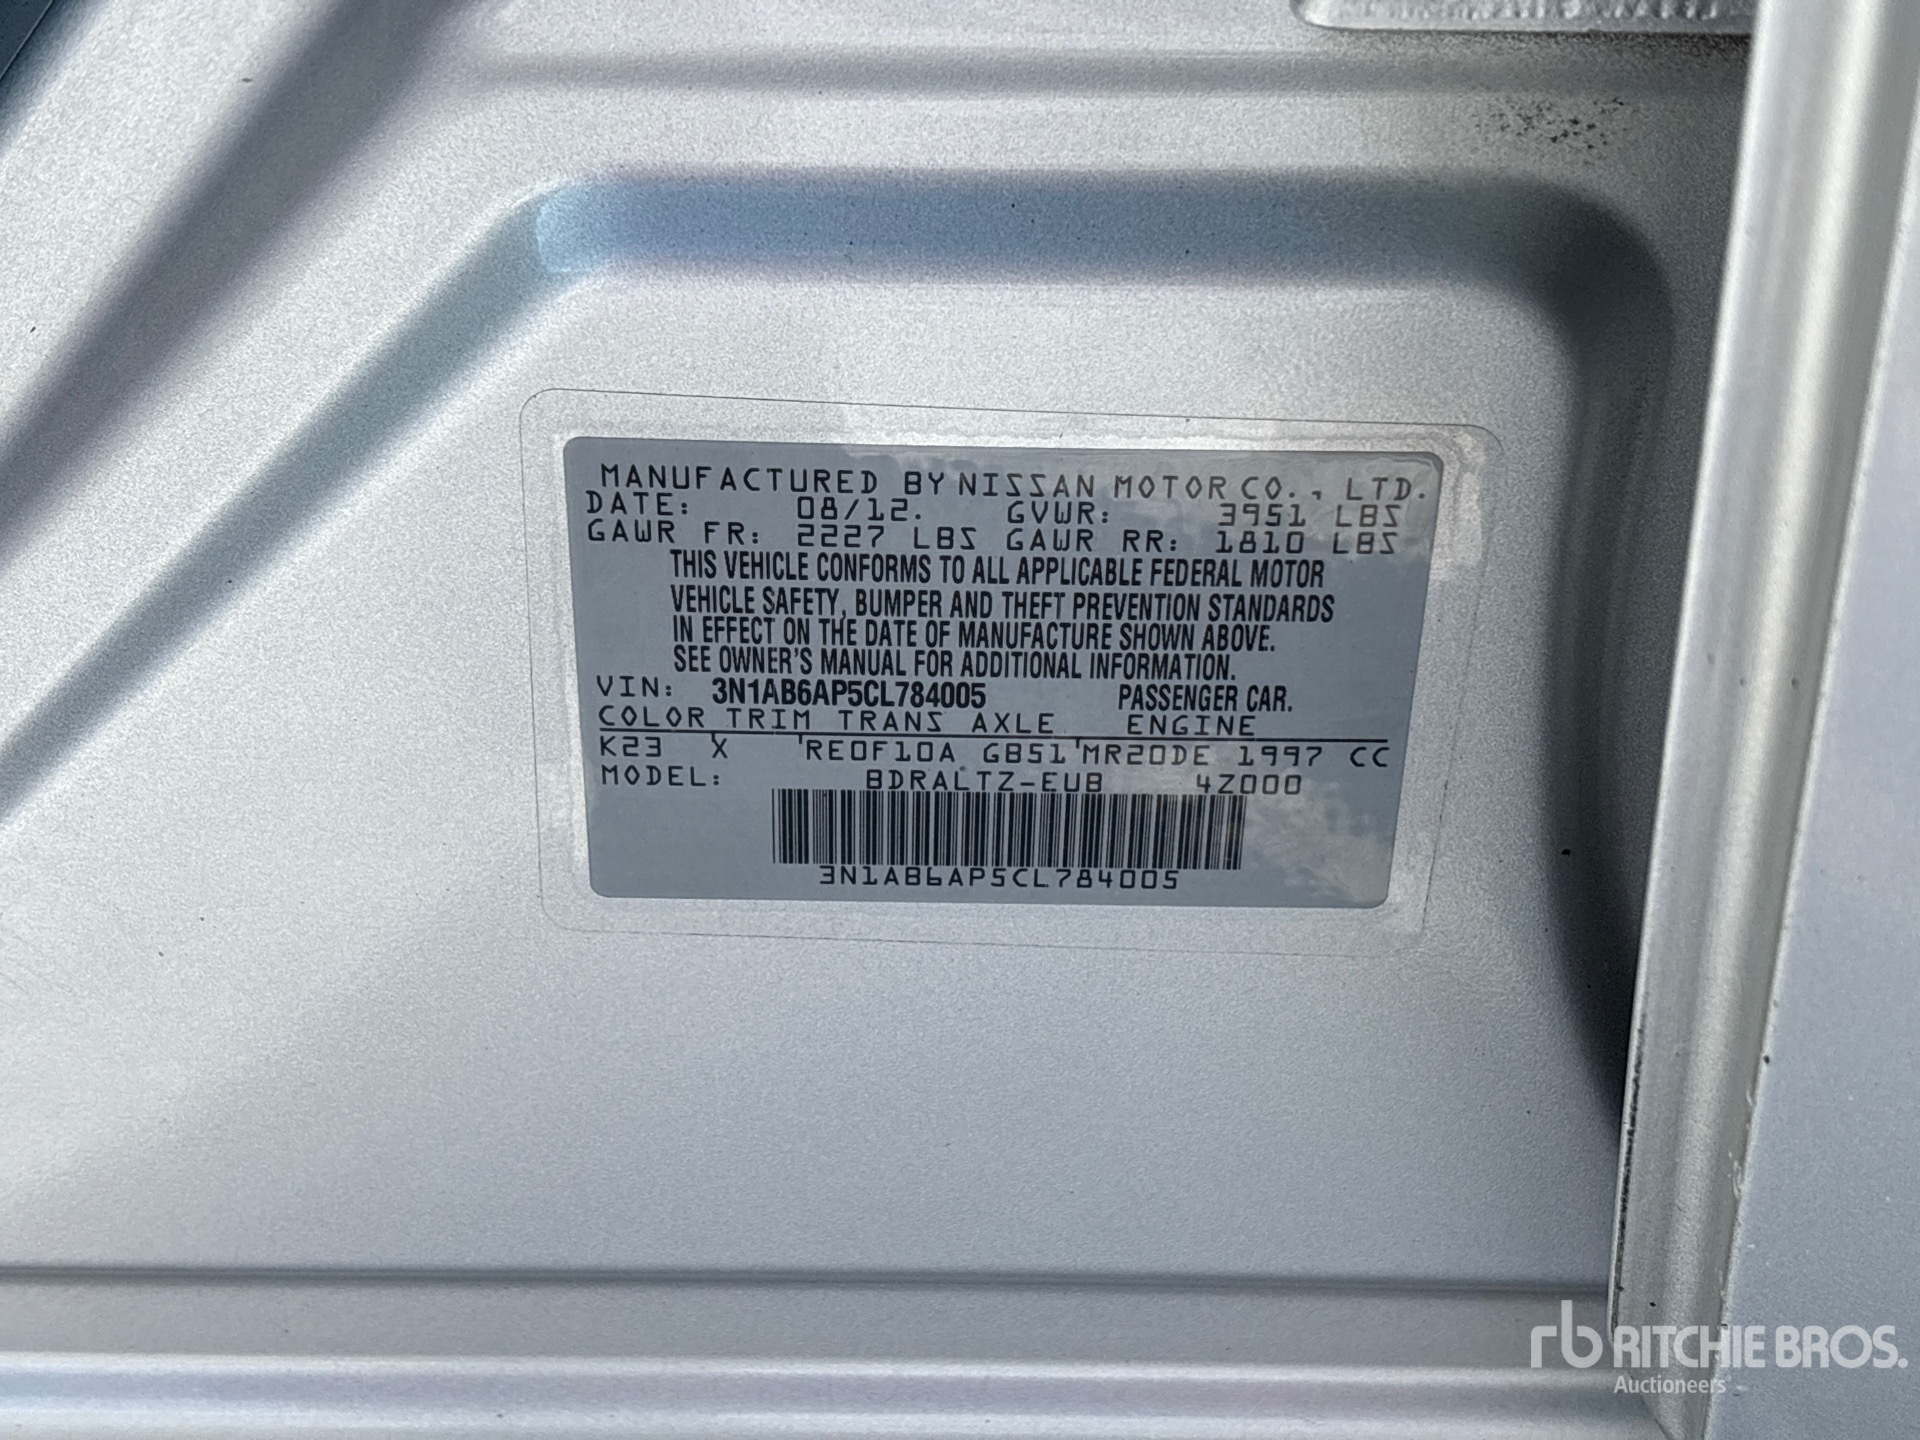 MANUFACTURED BY NISSAN MOTOR CO., LTD.
DATE: 08/12. GVWR: 3951 LBS
GAWR FR: 2227 LBS GAWR RR: 1810 LBS
THIS VEHICLE CONFORMS TO ALL APPLICABLE FEDERAL MOTOR
VEHICLE SAFETY, BUMPER AND THEFT PREVENTION STANDARDS
IN EFFECT ON THE DATE OF MANUFACTURE SHOWN ABOVE.
SEE OWNER'S MANUAL FOR ADDITIONAL INFORMATION.
VIN: 3N1AB6AP5CL784005 PASSENGER CAR.
COLOR TRIM TRANS AXLE ENGINE
K23 X RE0F10A GB51 MR20DE 1997 CC
MODEL: BDRALTZ-EUB 4Z000
3N1AB6AP5CL784005
rb RITCHIE BROS.
Auctioneers